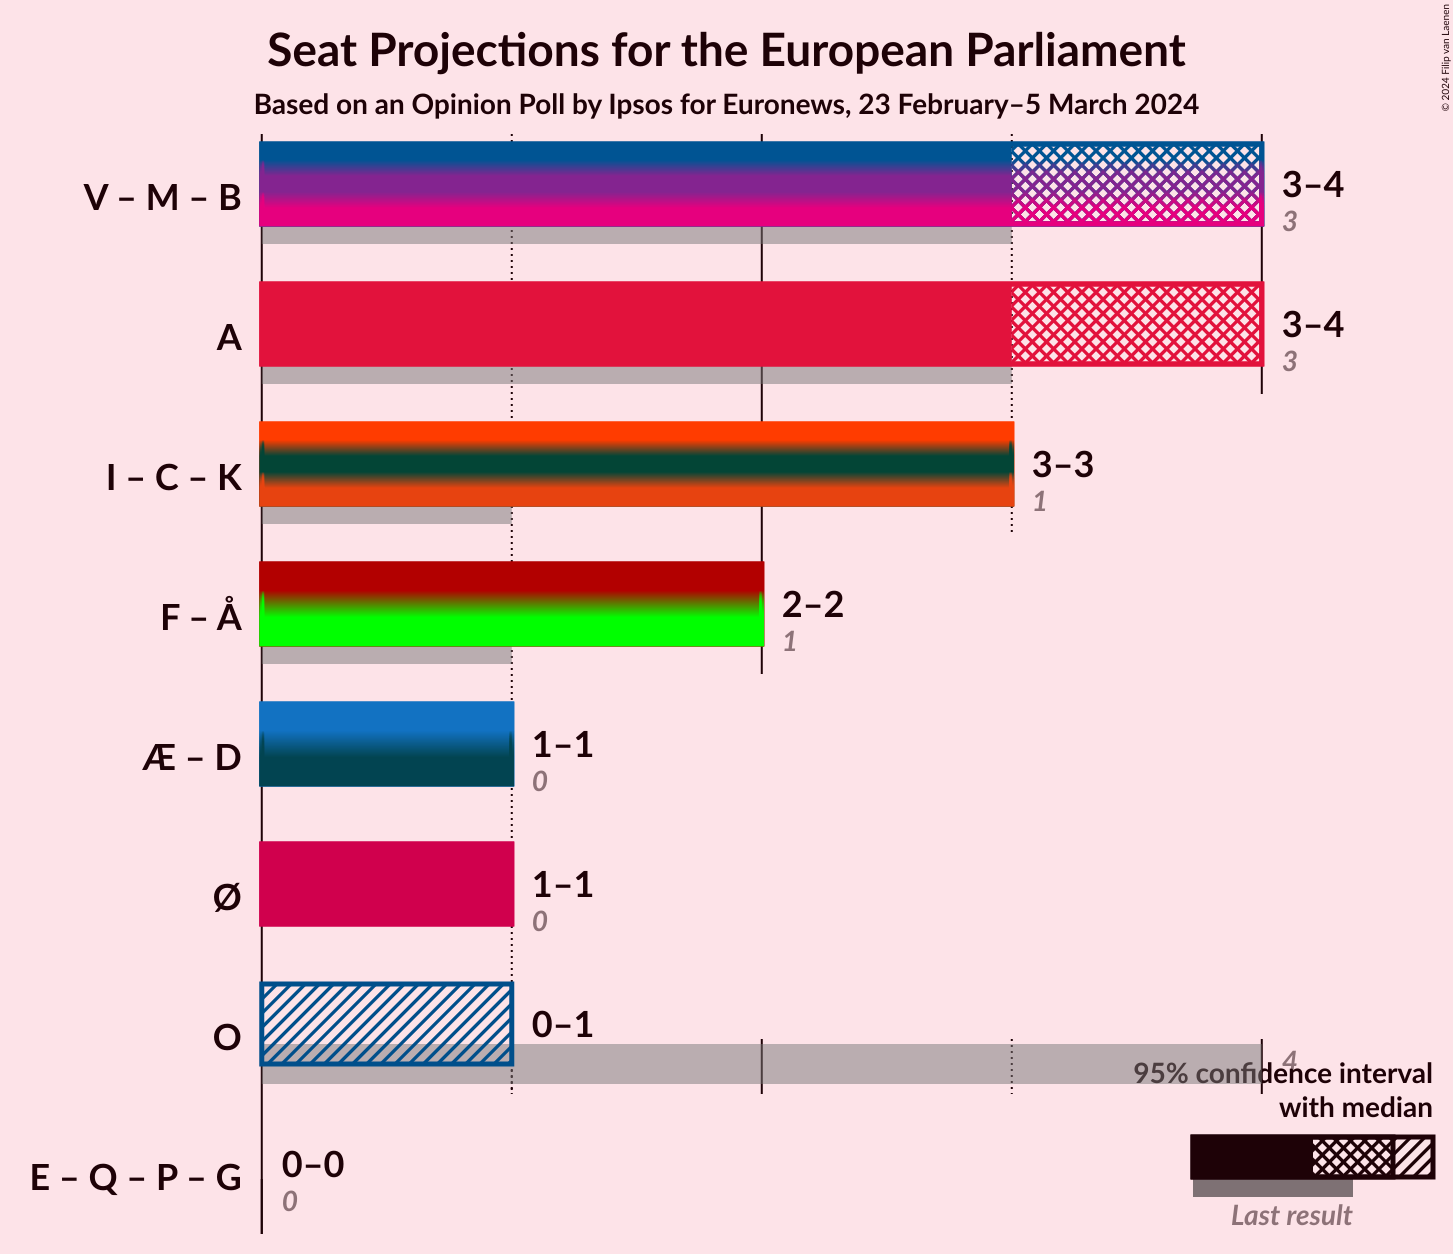 Seat Projections for the European Parliament
Based on an Opinion Poll by Ipsos for Euronews, 23 February–5 March 2024
© 2024 Filip van Laenen
V – M – B
3–4
3
A
3–4
3
I – C – K
3–3
1
F – Å
2–2
1
Æ – D
1–1
0
Ø
1–1
0
O
0–1
4
95% confidence interval
with median
E – Q – P – G
0–0
0
Last result